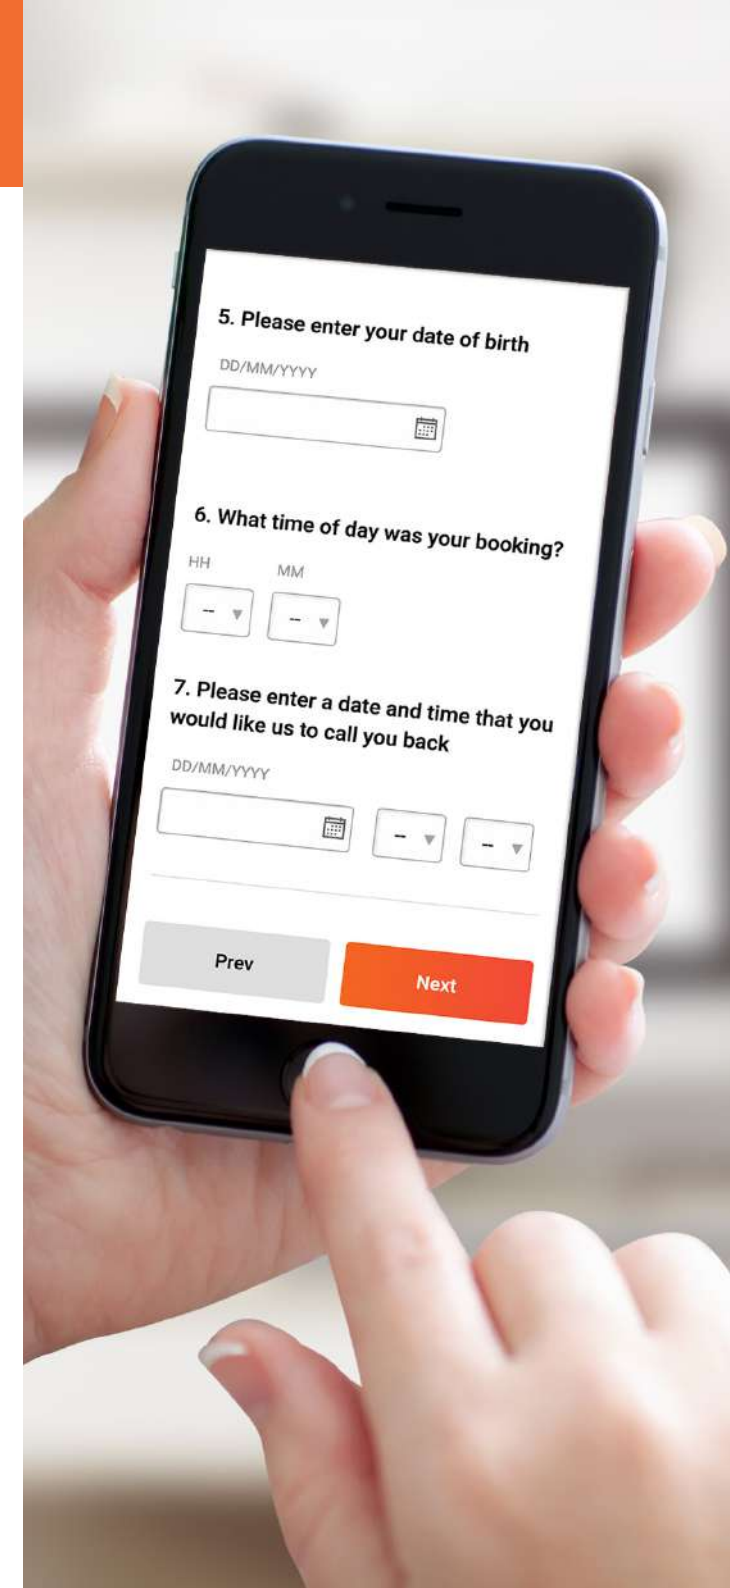 5. Please enter your date of birth
DD/MM/YYYY
6. What time of day was your booking?
HH MM
-- --
7. Please enter a date and time that you
would like us to call you back
DD/MM/YYYY
-- --
Prev Next